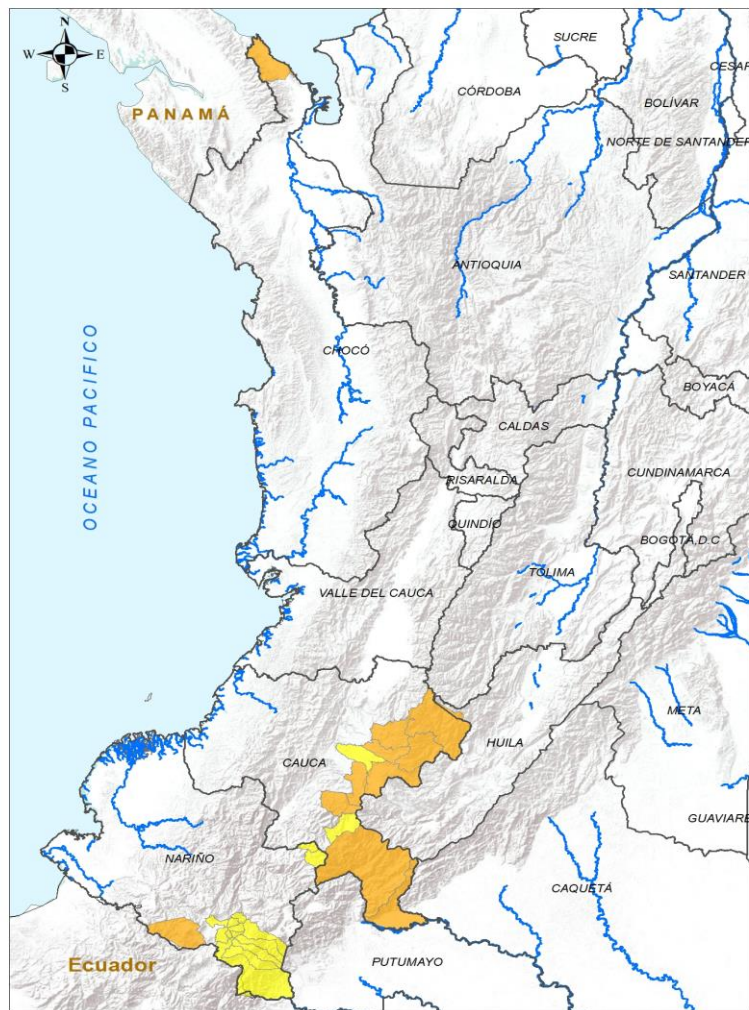 N
W E
S
SUCRE
CESAR
CÓRDOBA
BOLÍVAR
PANAMÁ
NORTE DE SANTANDER
ANTIOQUIA
SANTANDER
OCEANO PACIFICO
CHOCÓ
BOYACÁ
CALDAS
CUNDINAMARCA
RISARALDA
QUINDÍO
BOGOTÁ, D.C
TOLIMA
VALLE DEL CAUCA
META
HUILA
CAUCA
GUAVIARE
NARIÑO
CAQUETÁ
Ecuador
PUTUMAYO